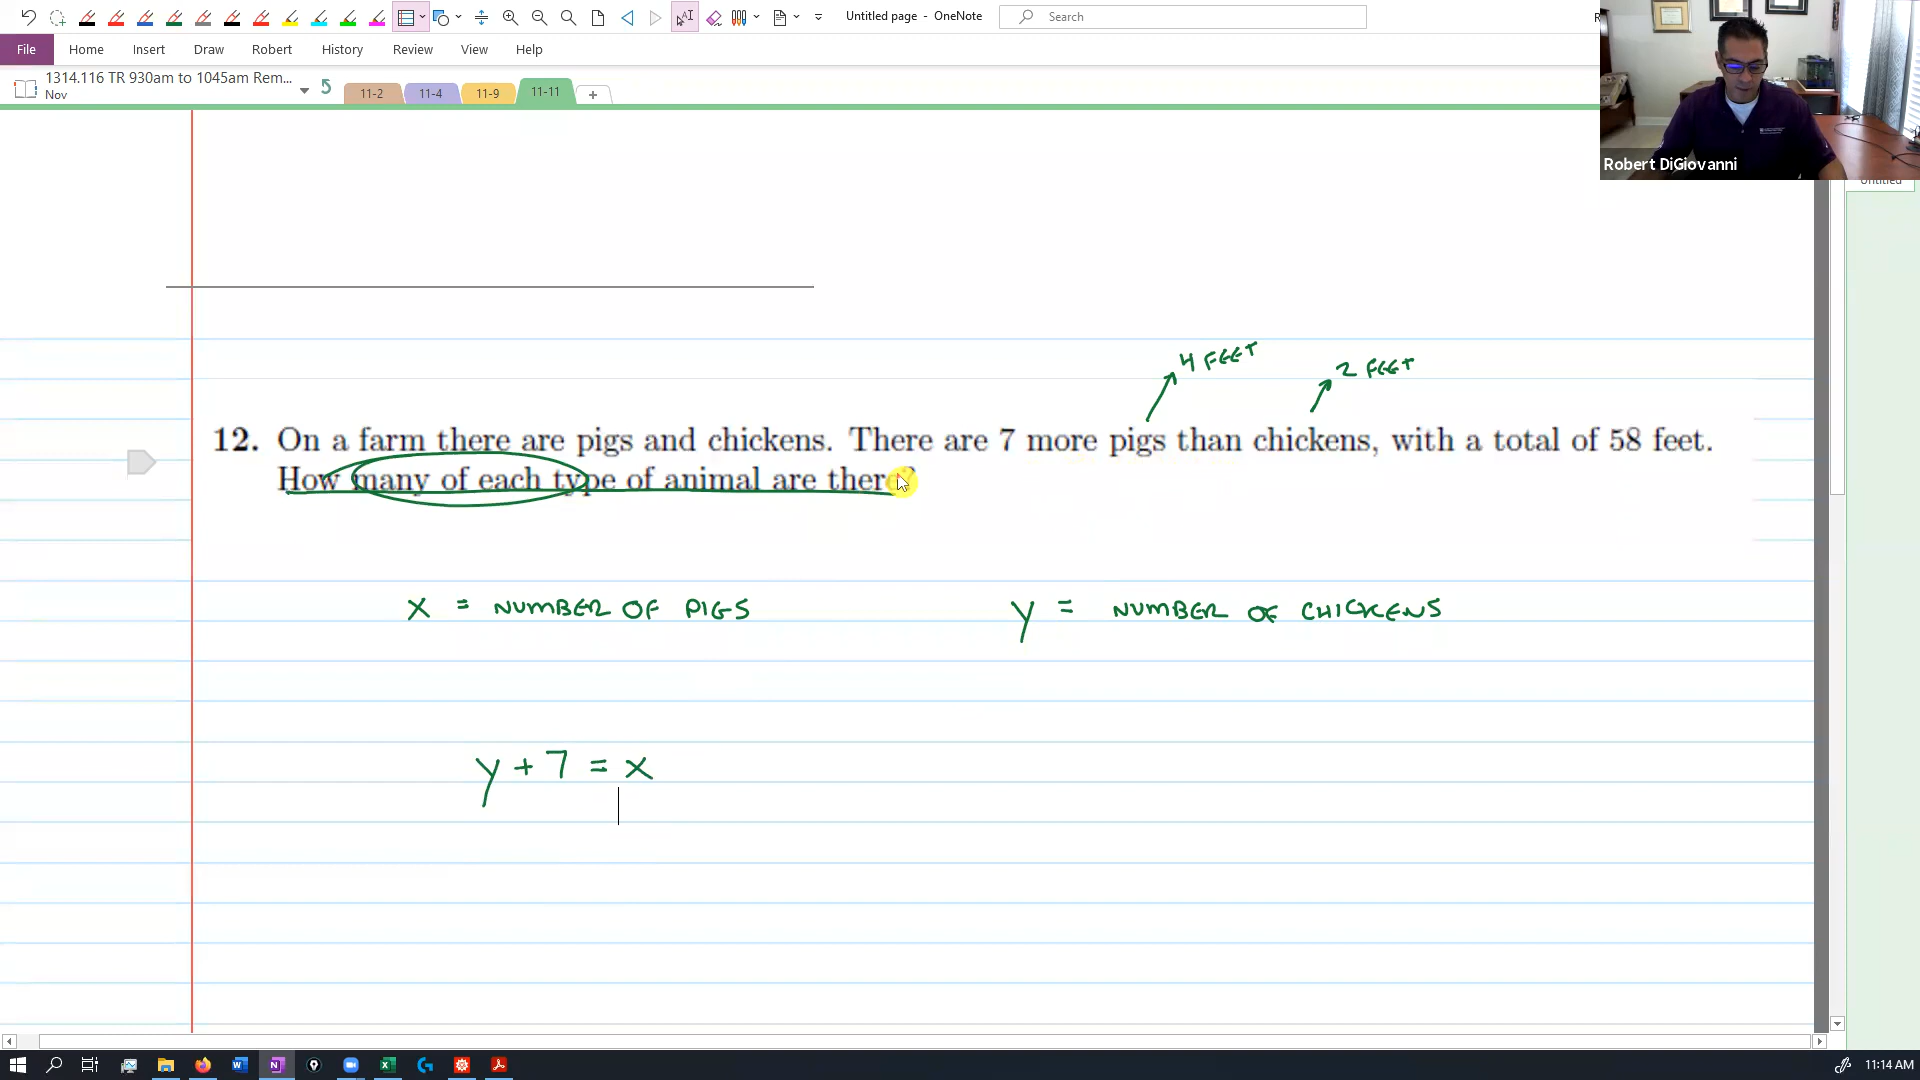 Untitled page - OneNote
Search
File Home Insert Draw Robert History Review View Help
1314.116 TR 930am to 1045am Rem...
Nov
11-2 11-4 11-9 11-11
Robert DiGiovanni
Untitled
4 FEET
2 FEET
12. On a farm there are pigs and chickens. There are 7 more pigs than chickens, with a total of 58 feet.
How many of each type of animal are there?
X = NUMBER OF PIGS
y = NUMBER OF CHICKENS
y + 7 = X
11:14 AM